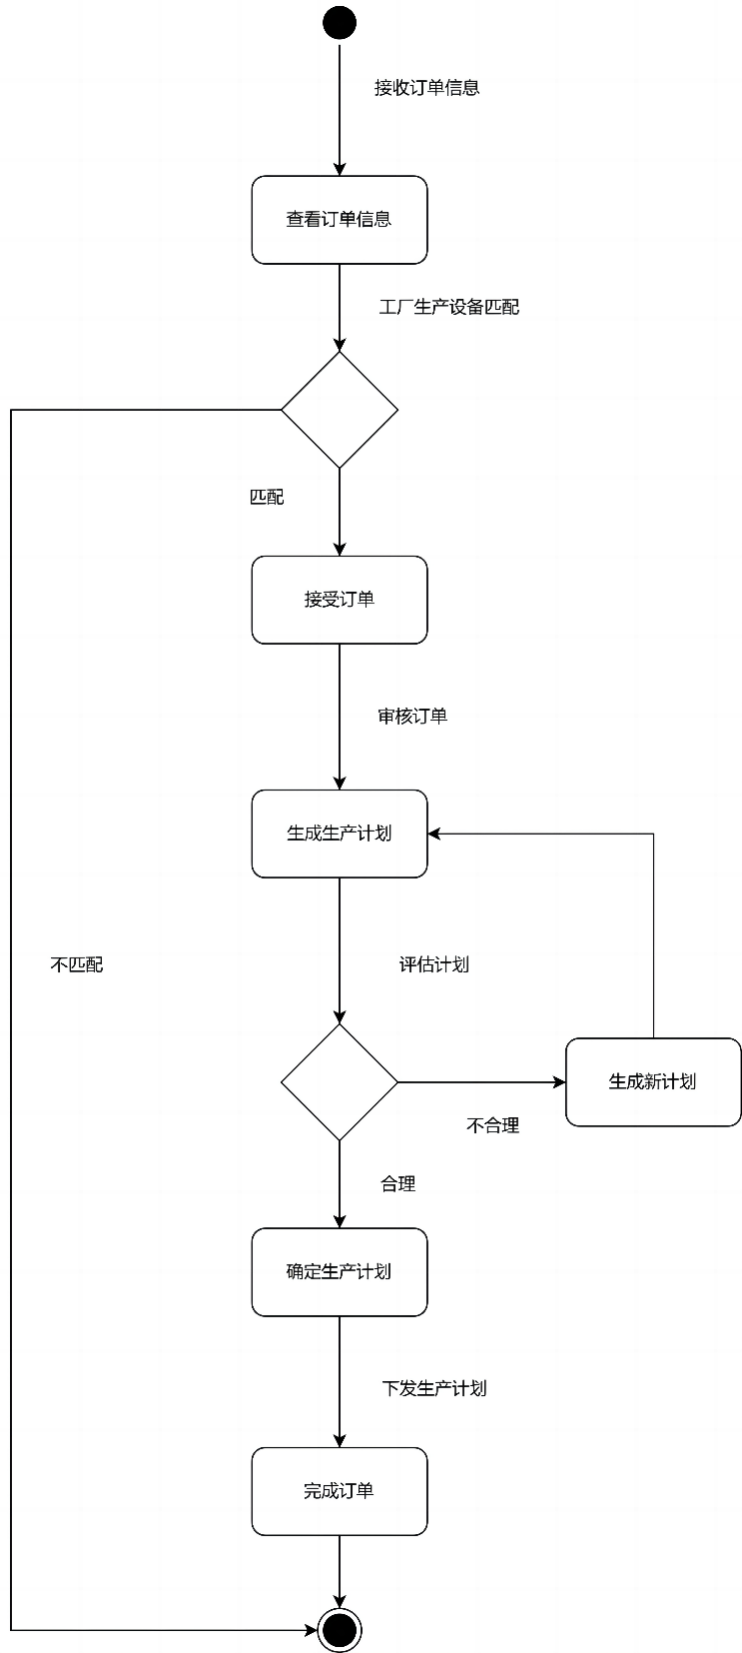 接收订单信息
查看订单信息
工厂生产设备匹配
匹配
接受订单
审核订单
生成生产计划
不匹配
评估计划
生成新计划
不合理
合理
确定生产计划
下发生产计划
完成订单